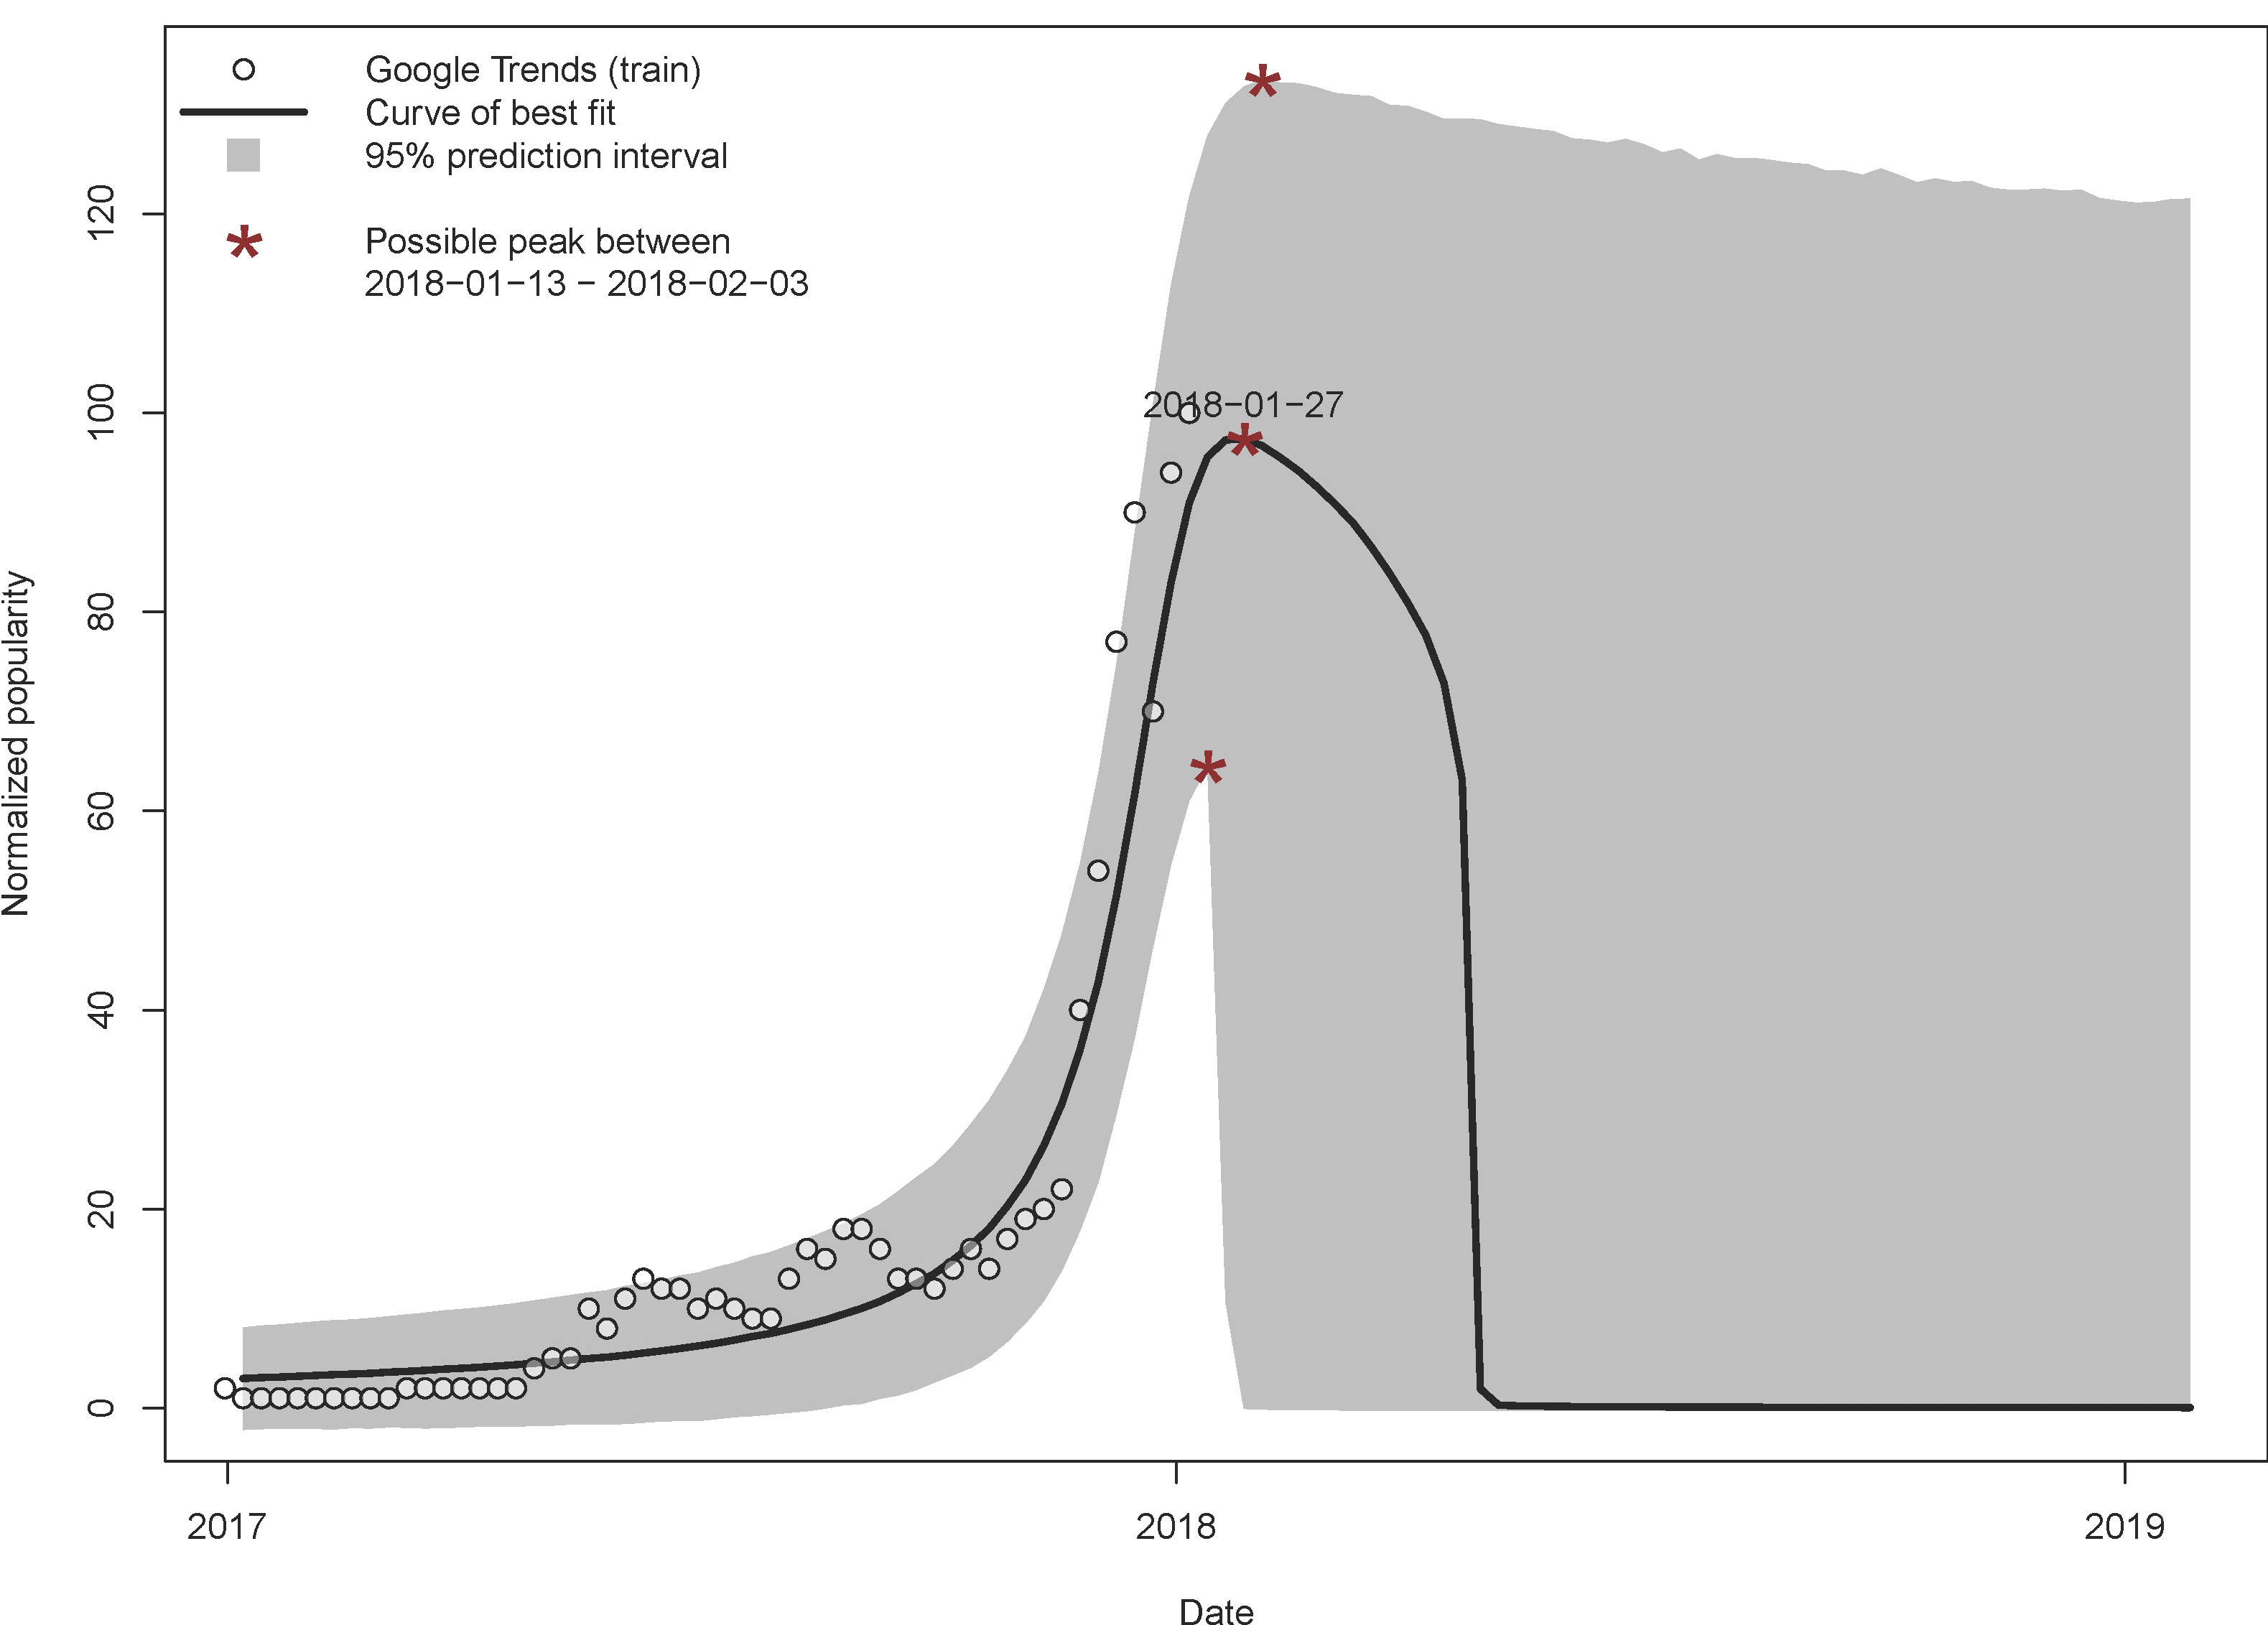 Google Trends (train)
Curve of best fit
95% prediction interval
Possible peak between
2018−01−13 − 2018−02−03
2018−01−27
Normalized popularity
120
100
80
60
40
20
0
2017
2018
2019
Date